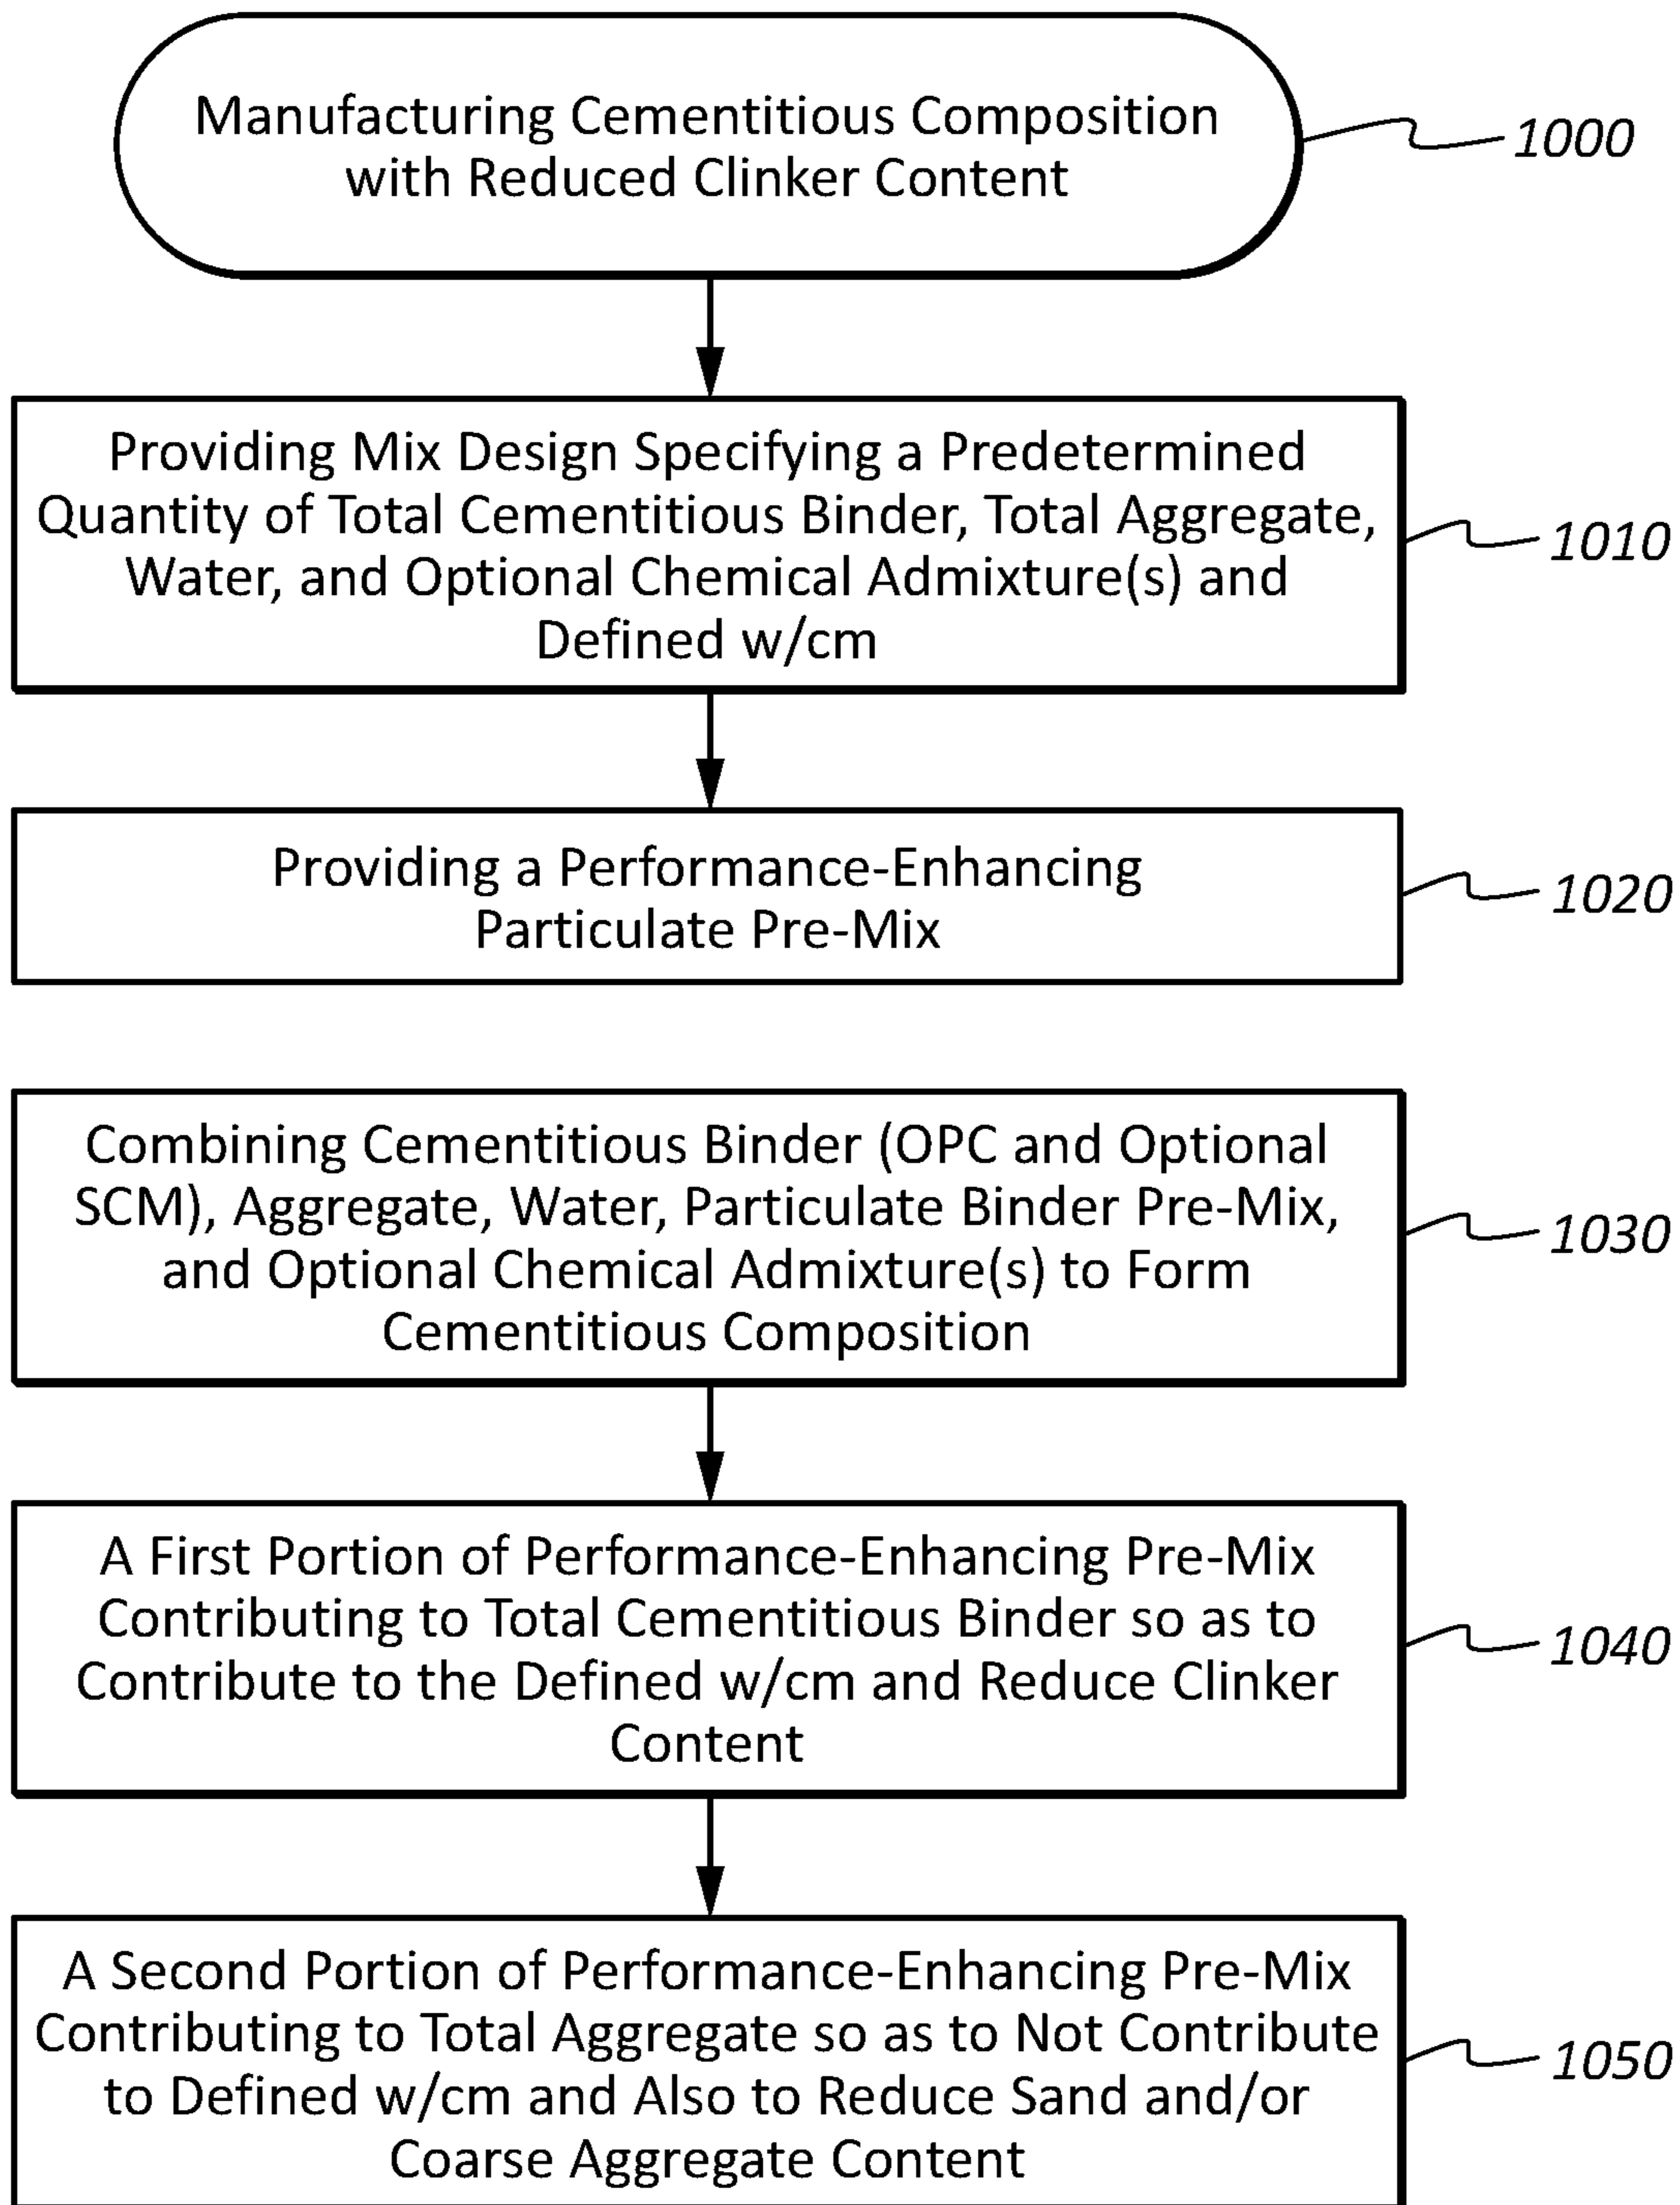 Manufacturing Cementitious Composition
with Reduced Clinker Content
1000
Providing Mix Design Specifying a Predetermined
Quantity of Total Cementitious Binder, Total Aggregate,
Water, and Optional Chemical Admixture(s) and
Defined w/cm
1010
Providing a Performance-Enhancing
Particulate Pre-Mix
1020
Combining Cementitious Binder (OPC and Optional
SCM), Aggregate, Water, Particulate Binder Pre-Mix,
and Optional Chemical Admixture(s) to Form
Cementitious Composition
1030
A First Portion of Performance-Enhancing Pre-Mix
Contributing to Total Cementitious Binder so as to
Contribute to the Defined w/cm and Reduce Clinker
Content
1040
A Second Portion of Performance-Enhancing Pre-Mix
Contributing to Total Aggregate so as to Not Contribute
to Defined w/cm and Also to Reduce Sand and/or
Coarse Aggregate Content
1050